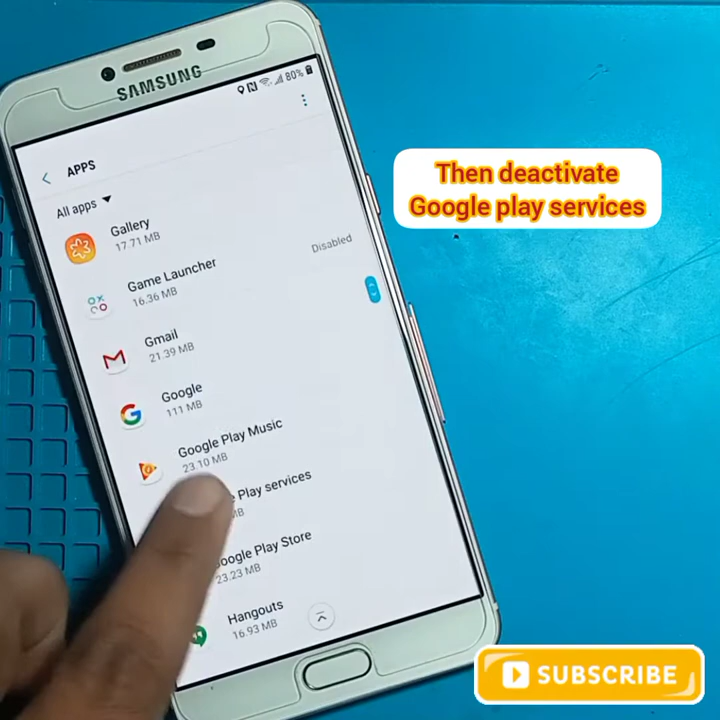 SAMSUNG
80%
APPS
All apps
Gallery
17.71 MB
Game Launcher
16.36 MB
Disabled
Gmail
21.39 MB
Google
111 MB
Google Play Music
23.10 MB
Play services
MB
Google Play Store
23.23 MB
Hangouts
16.93 MB
Then deactivate
Google play services
SUBSCRIBE